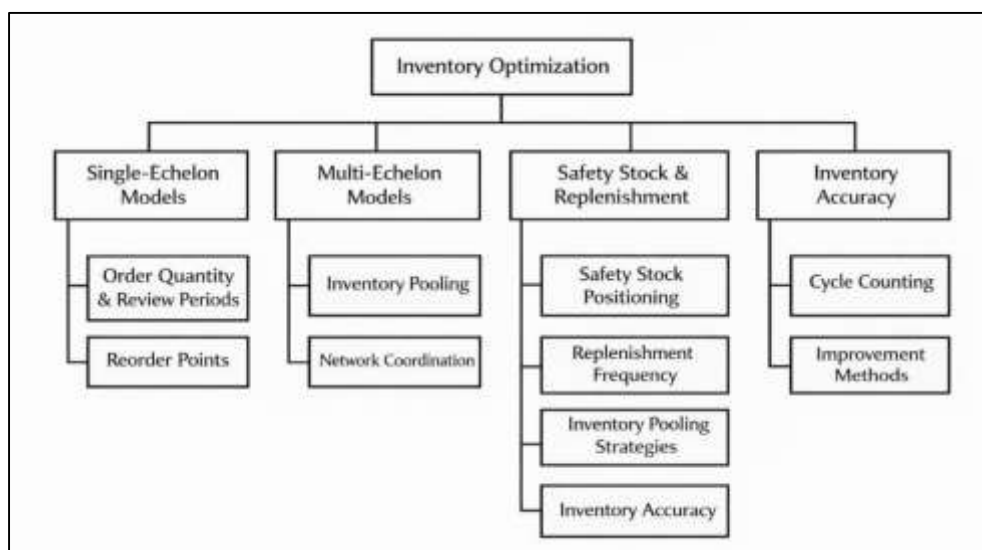 Inventory Optimization
Single-Echelon
Models
Multi-Echelon
Models
Safety Stock &
Replenishment
Inventory
Accuracy
Order Quantity
& Review Periods
Reorder Points
Inventory Pooling
Network Coordination
Safety Stock
Positioning
Replenishment
Frequency
Inventory Pooling
Strategies
Inventory Accuracy
Cycle Counting
Improvement
Methods